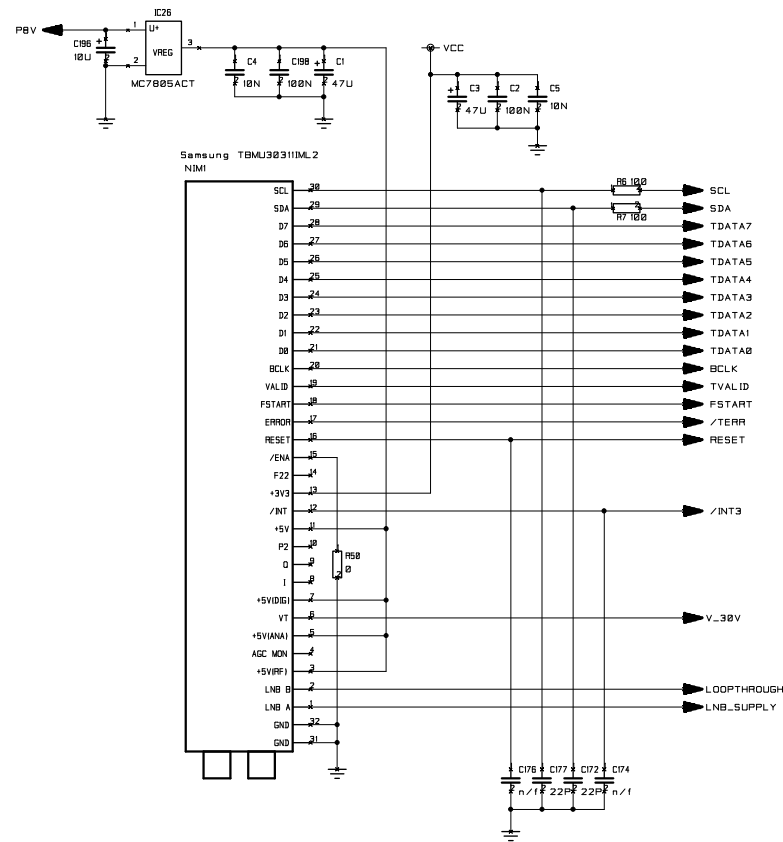 IC26
P8V
1
U+
VREG
3
2
MC7805ACT
C196
10U
C4
10N
C198
100N
C1
47U
VCC
C3
47U
C2
100N
C5
10N
Samsung TBMU30311IML2
NIM1
SCL 30 R6 100 SCL
SDA 29 R7 100 SDA
D7 28 TDATA7
D6 27 TDATA6
D5 26 TDATA5
D4 25 TDATA4
D3 24 TDATA3
D2 23 TDATA2
D1 22 TDATA1
D0 21 TDATA0
BCLK 20 BCLK
VALID 19 TVALID
FSTART 18 FSTART
ERROR 17 /TERR
RESET 16 RESET
/ENA 15
F22 14
+3V3 13
/INT 12 /INT3
+5V 11
P2 10
Q 9
I 8
R50
0
+5V(DIG) 7
VT 6 V_30V
+5V(ANA) 5
AGC MON 4
+5V(RF) 3
LNB B 2 LOOPTHROUGH
LNB A 1 LNB_SUPPLY
GND 32
GND 31
C176 C177 C172 C174
n/f 22P 22P n/f